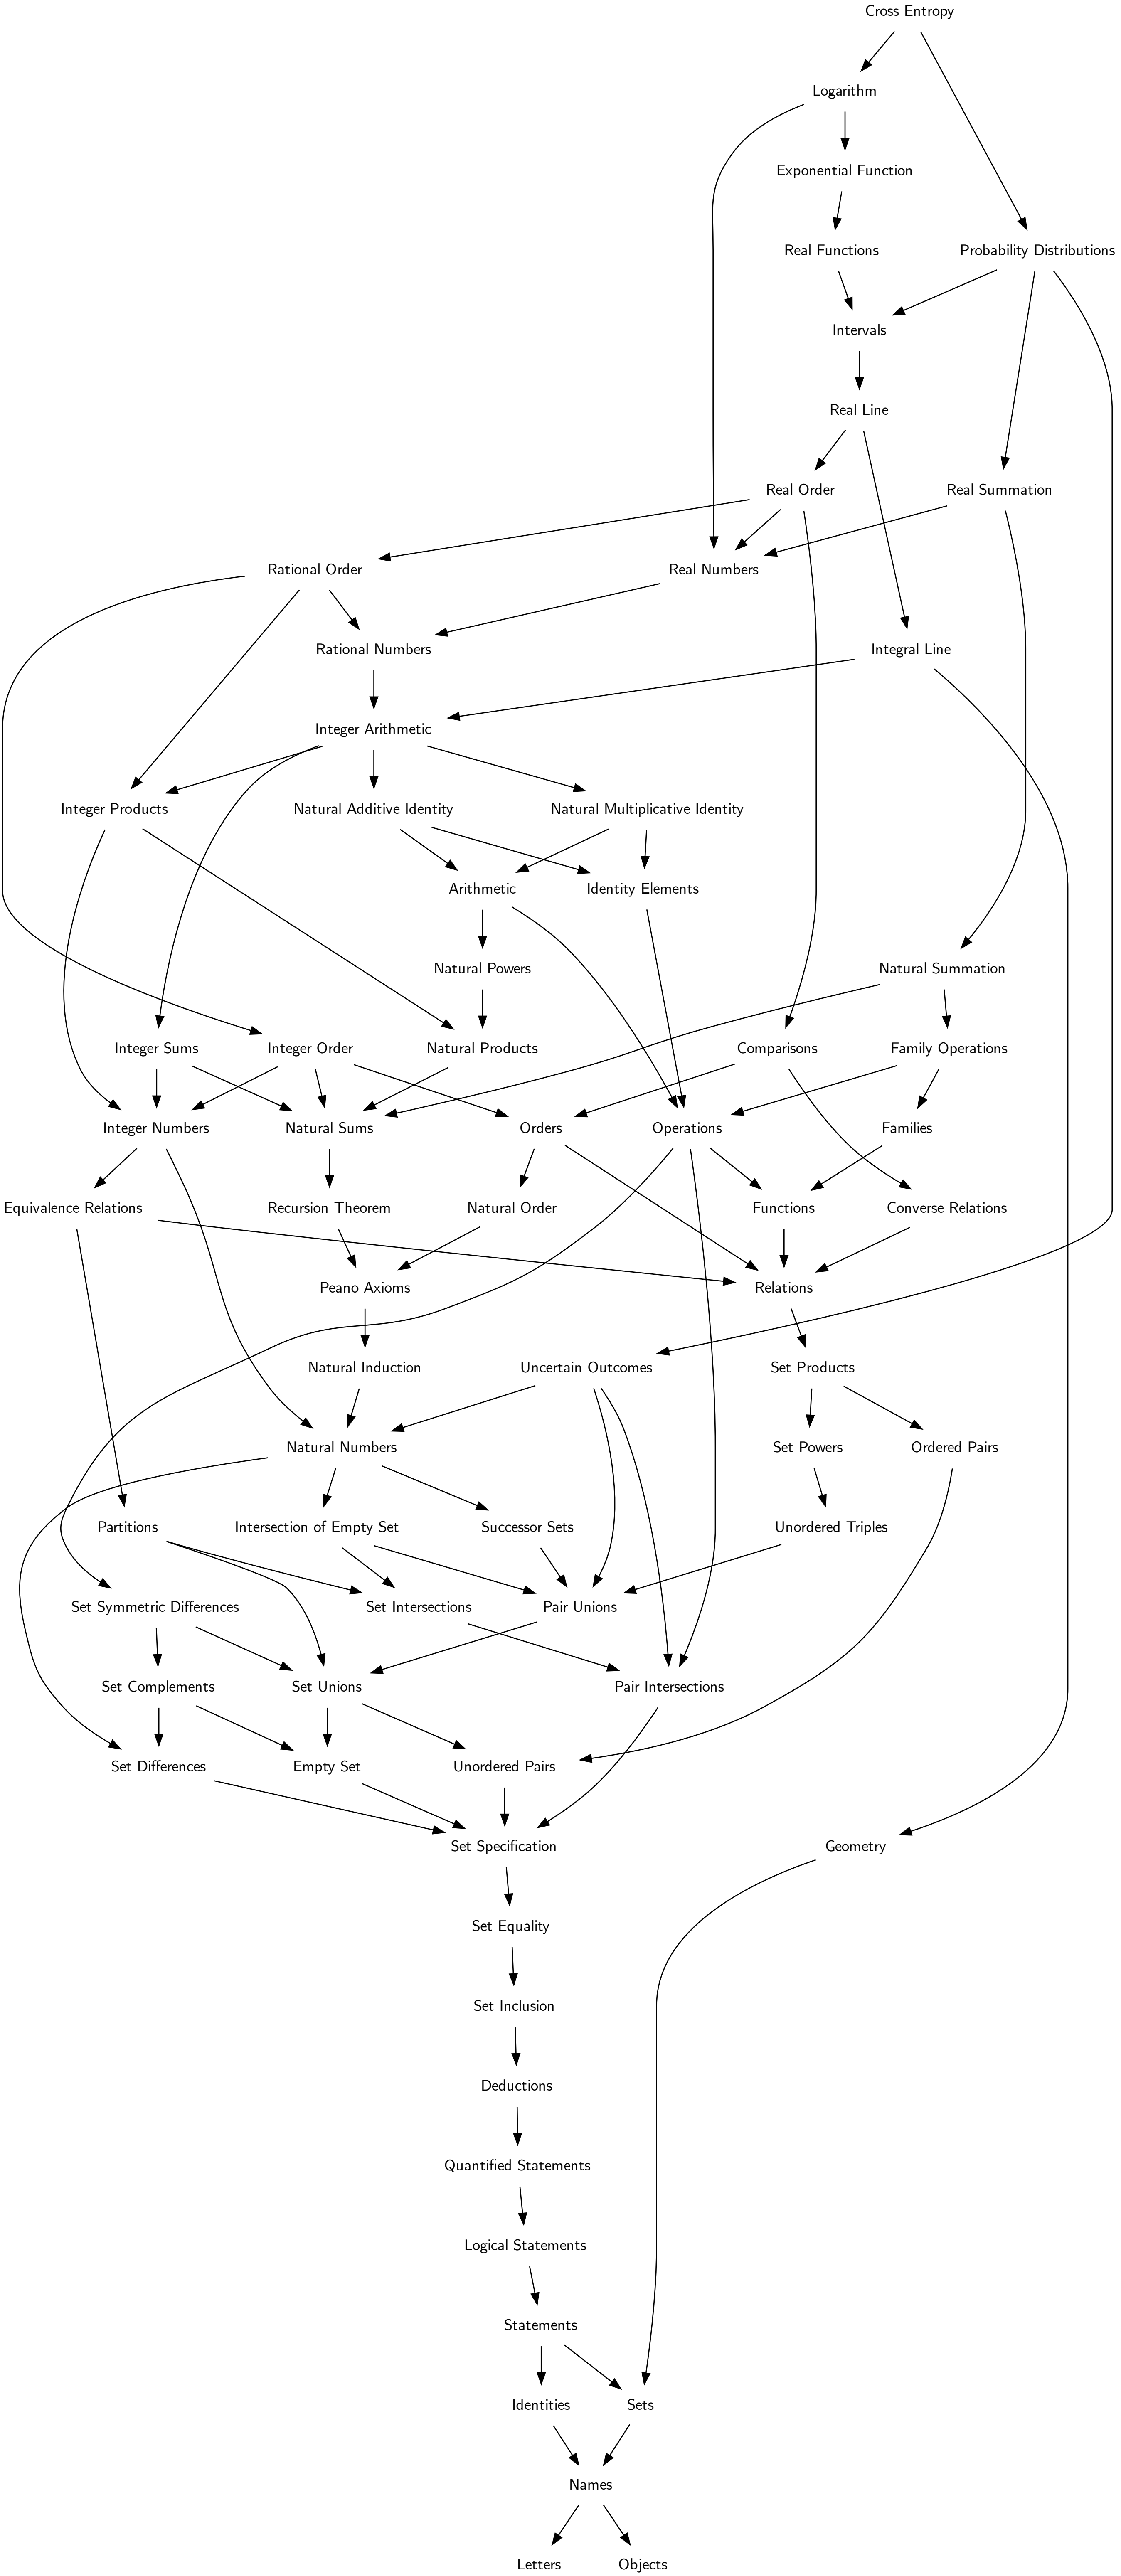 Cross Entropy
Logarithm
Exponential Function
Real Functions
Probability Distributions
Intervals
Real Line
Real Order
Real Summation
Rational Order
Real Numbers
Rational Numbers
Integral Line
Integer Arithmetic
Integer Products
Natural Additive Identity
Natural Multiplicative Identity
Arithmetic
Identity Elements
Natural Powers
Natural Summation
Integer Sums
Integer Order
Natural Products
Comparisons
Family Operations
Integer Numbers
Natural Sums
Orders
Operations
Families
Equivalence Relations
Recursion Theorem
Natural Order
Functions
Converse Relations
Peano Axioms
Relations
Natural Induction
Uncertain Outcomes
Set Products
Natural Numbers
Set Powers
Ordered Pairs
Partitions
Intersection of Empty Set
Successor Sets
Unordered Triples
Set Symmetric Differences
Set Intersections
Pair Unions
Set Complements
Set Unions
Pair Intersections
Set Differences
Empty Set
Unordered Pairs
Set Specification
Geometry
Set Equality
Set Inclusion
Deductions
Quantified Statements
Logical Statements
Statements
Identities
Sets
Names
Letters
Objects